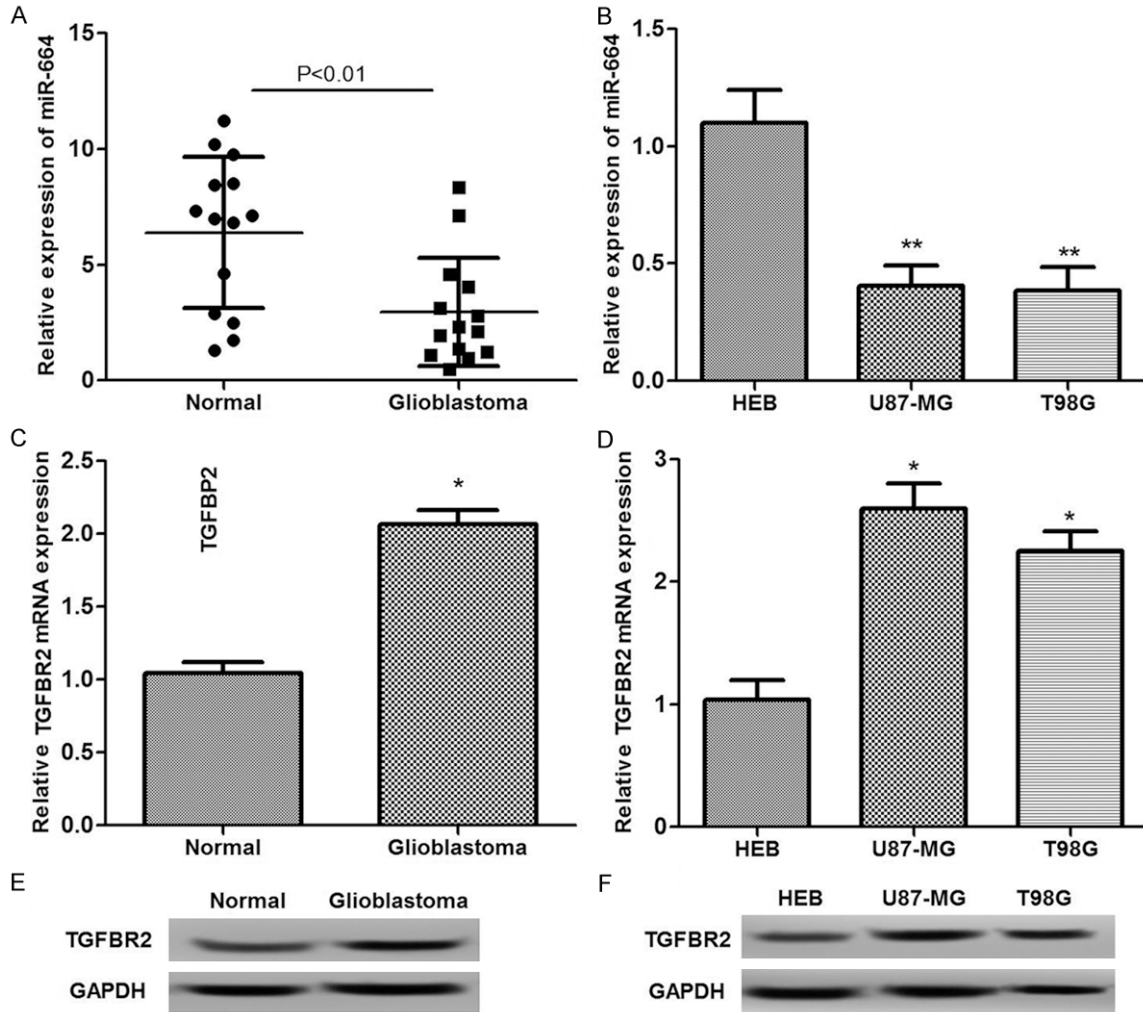 A
Relative expression of miR-664
15
10
5
0
P<0.01
Normal Glioblastoma
B
Relative expression of miR-664
1.5
1.0
0.5
0.0
** **
HEB U87-MG T98G
C
Relative TGFBR2 mRNA expression
2.5
2.0
1.5
1.0
0.5
0.0
TGFBP2
*
Normal Glioblastoma
D
Relative TGFBR2 mRNA expression
3
2
1
0
*
*
HEB U87-MG T98G
E
Normal Glioblastoma
TGFBR2
GAPDH
F
HEB U87-MG T98G
TGFBR2
GAPDH